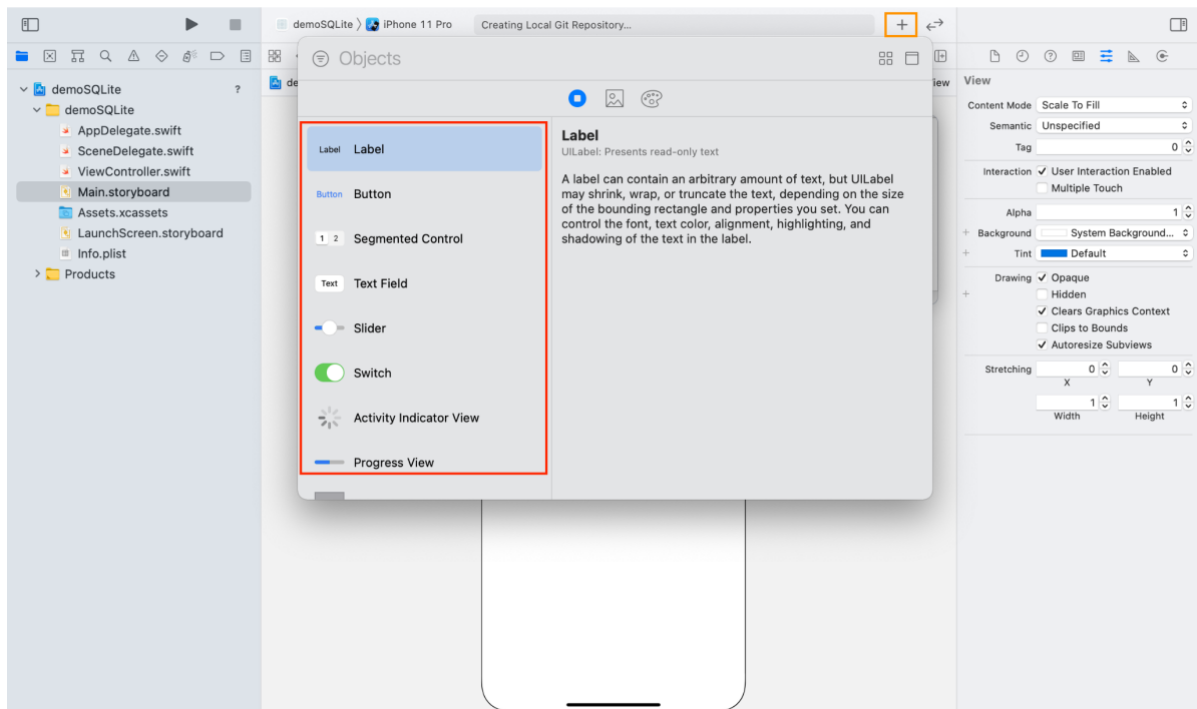 demoSQLite
iPhone 11 Pro
Creating Local Git Repository...
demoSQLite
?
demoSQLite
AppDelegate.swift
SceneDelegate.swift
ViewController.swift
Main.storyboard
Assets.xcassets
LaunchScreen.storyboard
Info.plist
Products
de
iew
Objects
Label Label
Button Button
1 2 Segmented Control
Text Text Field
Slider
Switch
Activity Indicator View
Progress View
Label
UILabel: Presents read-only text
A label can contain an arbitrary amount of text, but UILabel
may shrink, wrap, or truncate the text, depending on the size
of the bounding rectangle and properties you set. You can
control the font, text color, alignment, highlighting, and
shadowing of the text in the label.
View
Content Mode Scale To Fill
Semantic Unspecified
Tag 0
Interaction User Interaction Enabled
Multiple Touch
Alpha 1
+ Background System Background...
+ Tint Default
Drawing Opaque
+ Hidden
Clears Graphics Context
Clips to Bounds
Autoresize Subviews
Stretching 0 0
X Y
1 1
Width Height